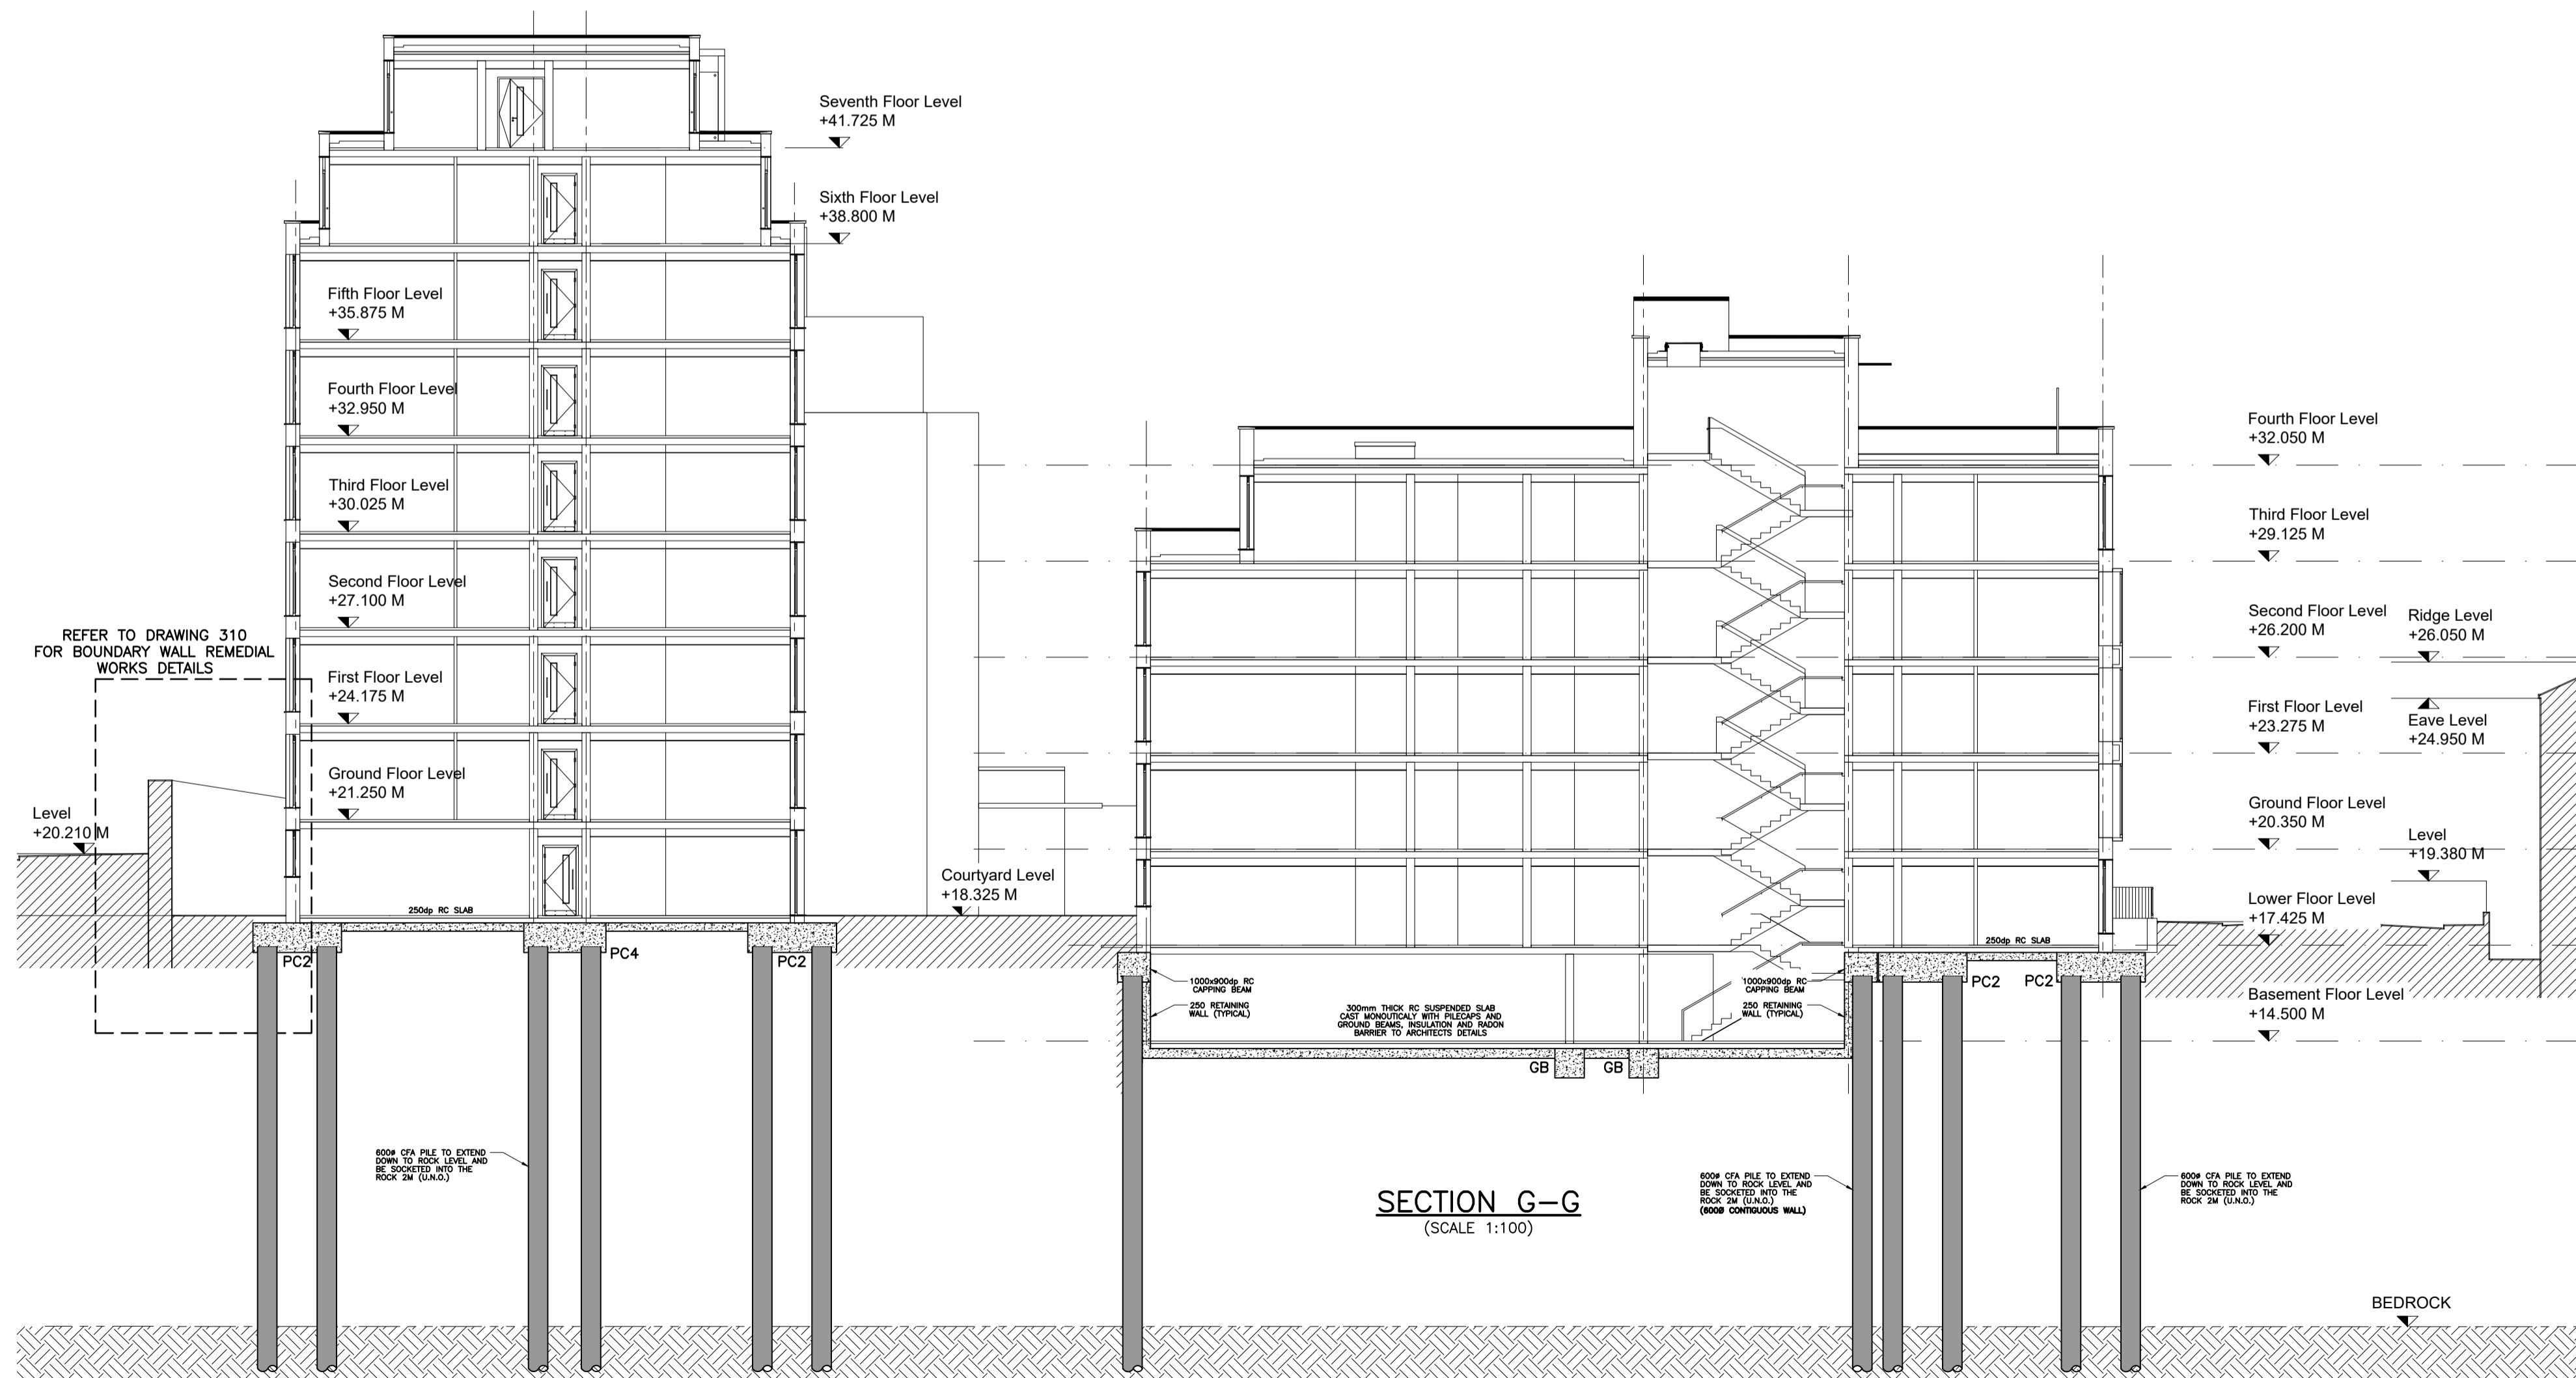 Seventh Floor Level
+41.725 M
Sixth Floor Level
+38.800 M
Fifth Floor Level
+35.875 M
Fourth Floor Level
+32.950 M
Third Floor Level
+30.025 M
Second Floor Level
+27.100 M
REFER TO DRAWING 310
FOR BOUNDARY WALL REMEDIAL
WORKS DETAILS
First Floor Level
+24.175 M
Ground Floor Level
+21.250 M
Level
+20.210 M
250dp RC SLAB
PC2
PC4
PC2
Courtyard Level
+18.325 M
600ø CFA PILE TO EXTEND
DOWN TO ROCK LEVEL AND
BE SOCKETED INTO THE
ROCK 2M (U.N.O.)
1000x900dp RC
CAPPING BEAM
250 RETAINING
WALL (TYPICAL)
300mm THICK RC SUSPENDED SLAB
CAST MONOUTICALY WITH PILECAPS AND
GROUND BEAMS, INSULATION AND RADON
BARRIER TO ARCHITECTS DETAILS
1000x900dp RC
CAPPING BEAM
250 RETAINING
WALL (TYPICAL)
GB
GB
250dp RC SLAB
PC2
PC2
SECTION G-G
(SCALE 1:100)
600ø CFA PILE TO EXTEND
DOWN TO ROCK LEVEL AND
BE SOCKETED INTO THE
ROCK 2M (U.N.O.)
(600Ø CONTIGUOUS WALL)
600ø CFA PILE TO EXTEND
DOWN TO ROCK LEVEL AND
BE SOCKETED INTO THE
ROCK 2M (U.N.O.)
Fourth Floor Level
+32.050 M
Third Floor Level
+29.125 M
Second Floor Level
+26.200 M
Ridge Level
+26.050 M
First Floor Level
+23.275 M
Eave Level
+24.950 M
Ground Floor Level
+20.350 M
Level
+19.380 M
Lower Floor Level
+17.425 M
Basement Floor Level
+14.500 M
BEDROCK